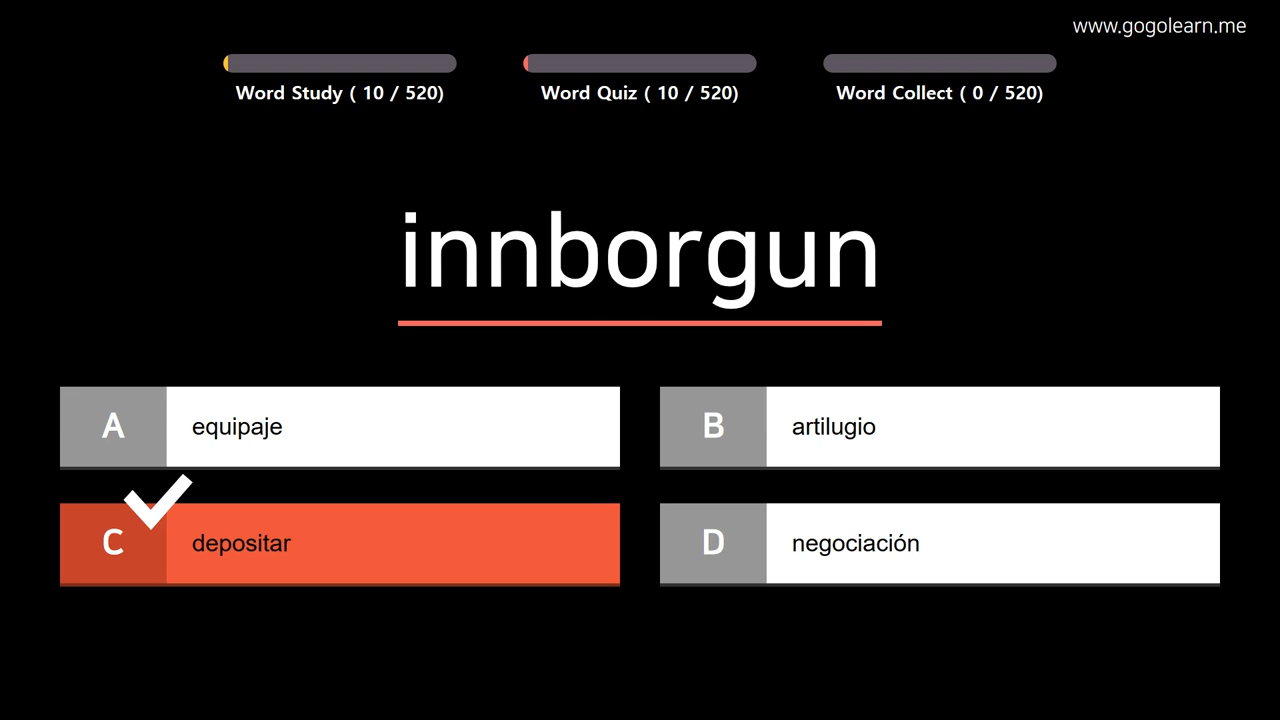 www.gogolearn.me
Word Study ( 10 / 520)
Word Quiz ( 10 / 520)
Word Collect ( 0 / 520)
innborgun
A equipaje
B artilugio
C depositar
D negociación